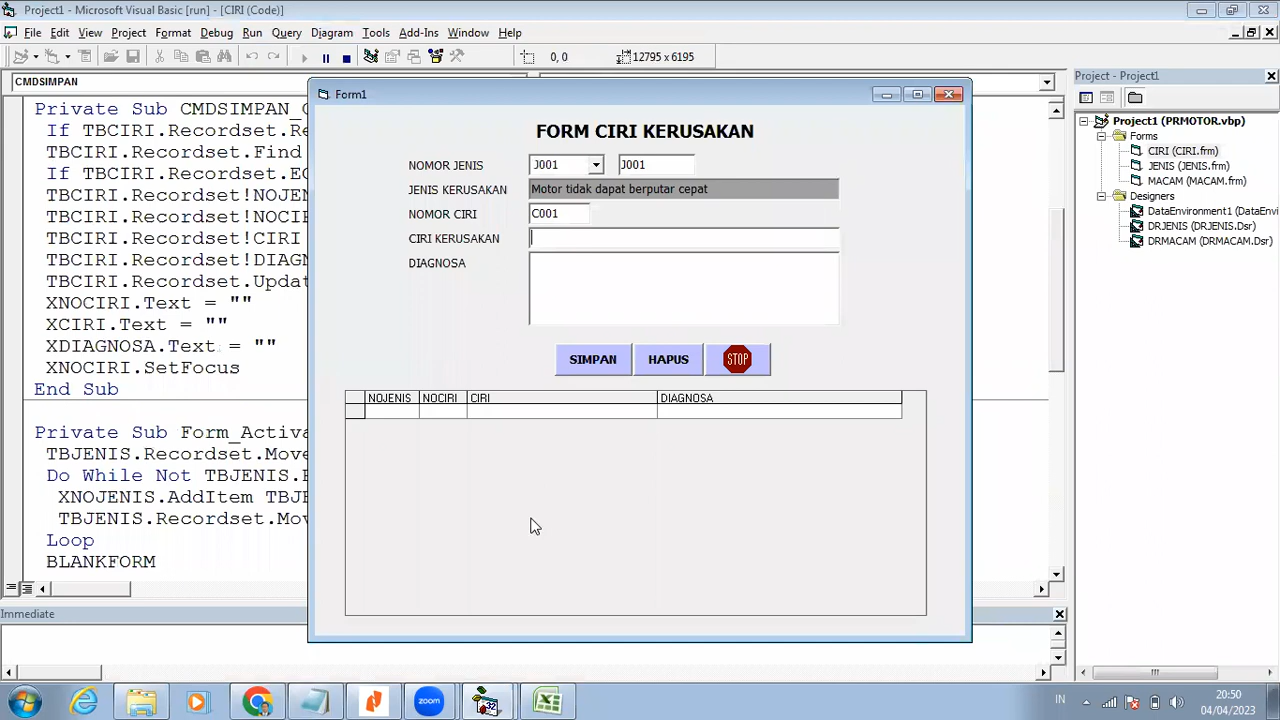 Project1 - Microsoft Visual Basic [run] - [CIRI (Code)]
File Edit View Project Format Debug Run Query Diagram Tools Add-Ins Window Help
0, 0 12795 x 6195
CMDSIMPAN
Private Sub CMDSIMPAN_
If TBCIRI.Recordset.Re
TBCIRI.Recordset.Find
If TBCIRI.Recordset.EO
TBCIRI.Recordset!NOJEN
TBCIRI.Recordset!NOCIR
TBCIRI.Recordset!CIRI
TBCIRI.Recordset!DIAGN
TBCIRI.Recordset.Updat
XNOCIRI.Text = ""
XCIRI.Text = ""
XDIAGNOSA.Text = ""
XNOCIRI.SetFocus
End Sub
Private Sub Form_Activa
TBJENIS.Recordset.Move
Do While Not TBJENIS.
XNOJENIS.AddItem TBJ
TBJENIS.Recordset.Mov
Loop
BLANKFORM
Immediate
Form1
FORM CIRI KERUSAKAN
NOMOR JENIS J001 J001
JENIS KERUSAKAN Motor tidak dapat berputar cepat
NOMOR CIRI C001
CIRI KERUSAKAN
DIAGNOSA
SIMPAN HAPUS STOP
NOJENIS NOCIRI CIRI DIAGNOSA
Project - Project1
Project1 (PRMOTOR.vbp)
Forms
CIRI (CIRI.frm)
JENIS (JENIS.frm)
MACAM (MACAM.frm)
Designers
DataEnvironment1 (DataEnvi
DRJENIS (DRJENIS.Dsr)
DRMACAM (DRMACAM.Dsr)
zoom
IN
20:50
04/04/2023